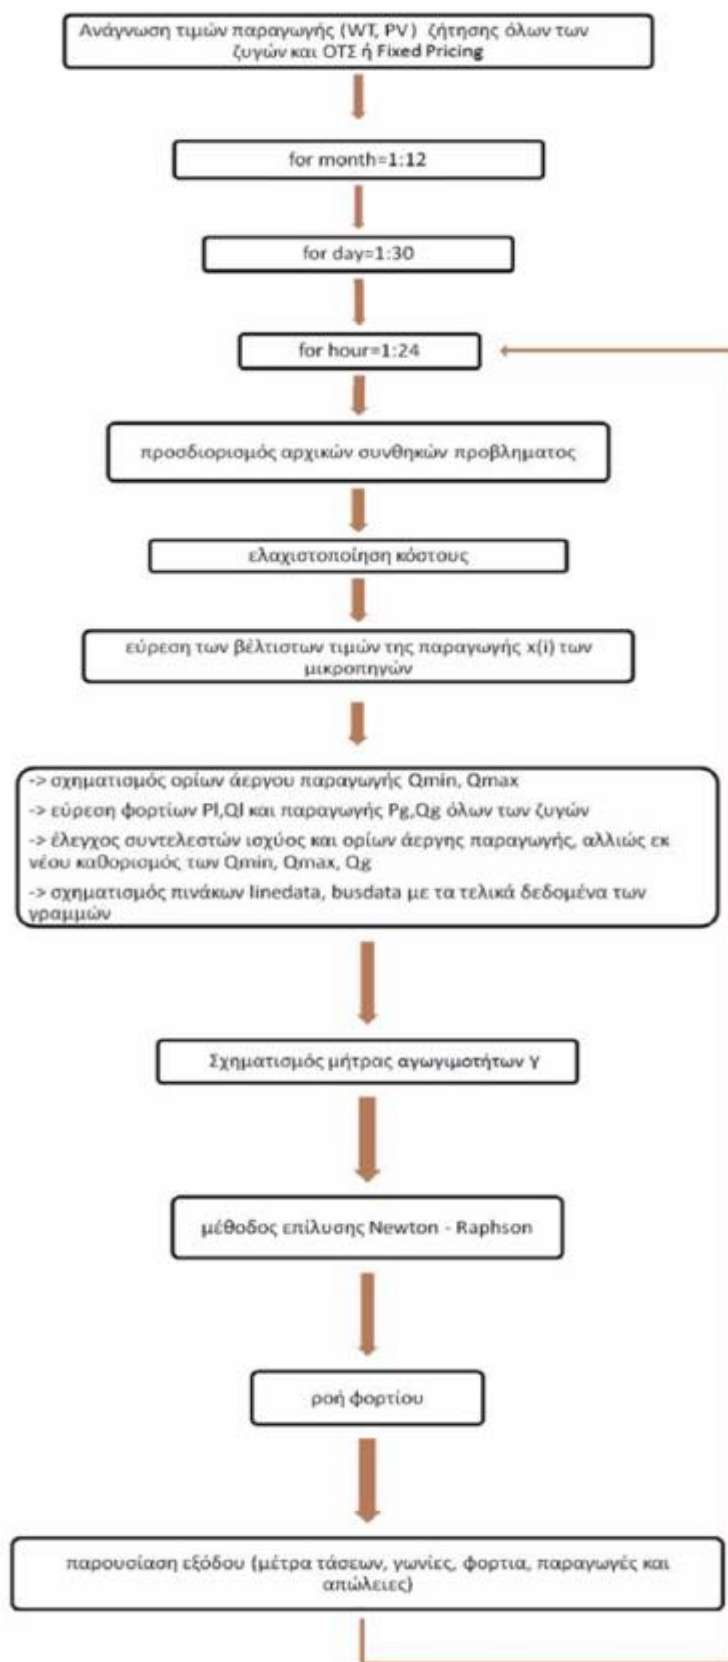 Ανάγνωση τιμών παραγωγής (WT, PV) ζήτησης όλων των
ζυγών και ΟΤΣ ή Fixed Pricing
for month=1:12
for day=1:30
for hour=1:24
προσδιορισμός αρχικών συνθηκών προβληματος
ελαχιστοποίηση κόστους
εύρεση των βέλτιστων τιμών της παραγωγής x(i) των
μικροπηγών
-> σχηματισμός ορίων άεργου παραγωγής Qmin, Qmax
-> εύρεση φορτίων Pl,Ql και παραγωγής Pg,Qg όλων των ζυγών
-> έλεγχος συντελεστών ισχύος και ορίων άεργης παραγωγής, αλλιώς εκ
νέου καθορισμός των Qmin, Qmax, Qg
-> σχηματισμός πινάκων linedata, busdata με τα τελικά δεδομένα των
γραμμών
Σχηματισμός μήτρας αγωγιμοτήτων Υ
μέθοδος επίλυσης Newton - Raphson
ροή φορτίου
παρουσίαση εξόδου (μέτρα τάσεων, γωνίες, φορτια, παραγωγές και
απώλειες)